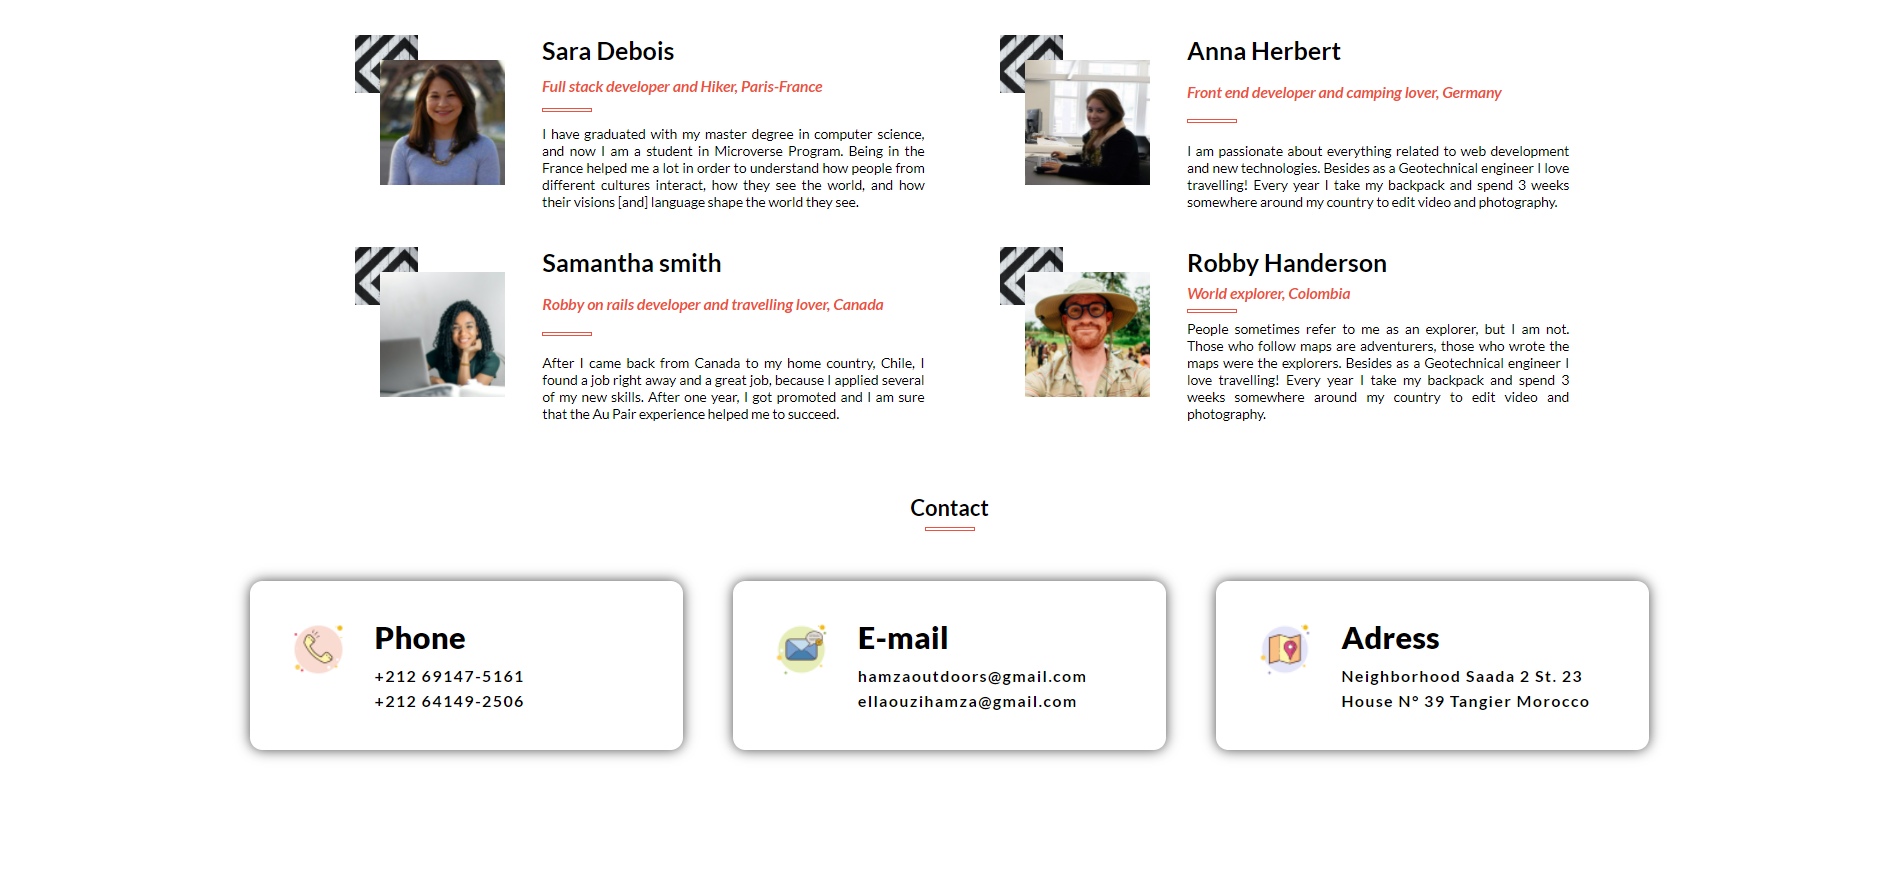 Sara Debois
Full stack developer and Hiker, Paris-France
I have graduated with my master degree in computer science,
and now I am a student in Microverse Program. Being in the
France helped me a lot in order to understand how people from
different cultures interact, how they see the world, and how
their visions [and] language shape the world they see.
Anna Herbert
Front end developer and camping lover, Germany
I am passionate about everything related to web development
and new technologies. Besides as a Geotechnical engineer I love
travelling! Every year I take my backpack and spend 3 weeks
somewhere around my country to edit video and photography.
Samantha smith
Robby on rails developer and travelling lover, Canada
After I came back from Canada to my home country, Chile, I
found a job right away and a great job, because I applied several
of my new skills. After one year, I got promoted and I am sure
that the Au Pair experience helped me to succeed.
Robby Handerson
World explorer, Colombia
People sometimes refer to me as an explorer, but I am not.
Those who follow maps are adventurers, those who wrote the
maps were the explorers. Besides as a Geotechnical engineer I
love travelling! Every year I take my backpack and spend 3
weeks somewhere around my country to edit video and
photography.
Contact
Phone
+212 69147-5161
+212 64149-2506
E-mail
hamzaoutdoors@gmail.com
ellaouzihamza@gmail.com
Adress
Neighborhood Saada 2 St. 23
House N° 39 Tangier Morocco